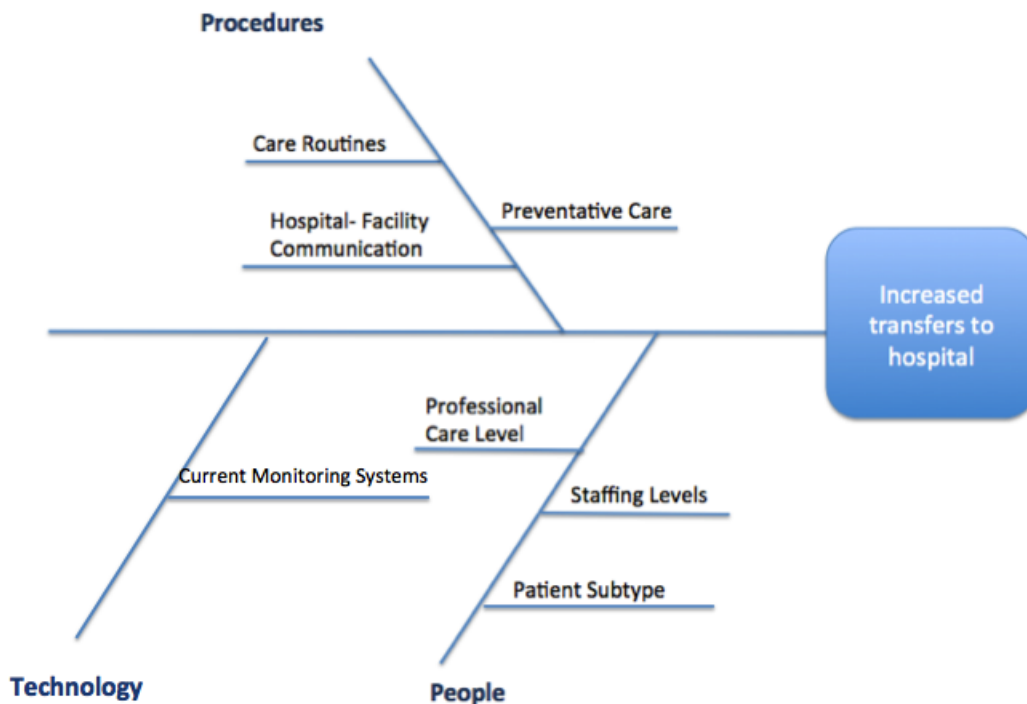 Procedures
Care Routines
Preventative Care
Hospital- Facility
Communication
Increased
transfers to
hospital
Professional
Care Level
Current Monitoring Systems
Staffing Levels
Patient Subtype
Technology
People